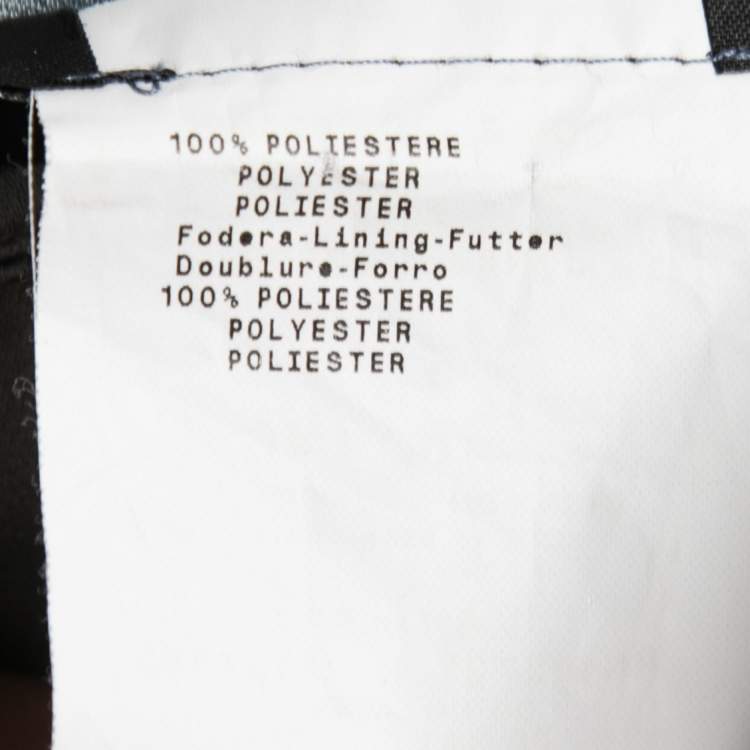 100% POLIESTERE
POLYESTER
POLIESTER
Fodera-Lining-Futter
Doublure-Forro
100% POLIESTERE
POLYESTER
POLIESTER